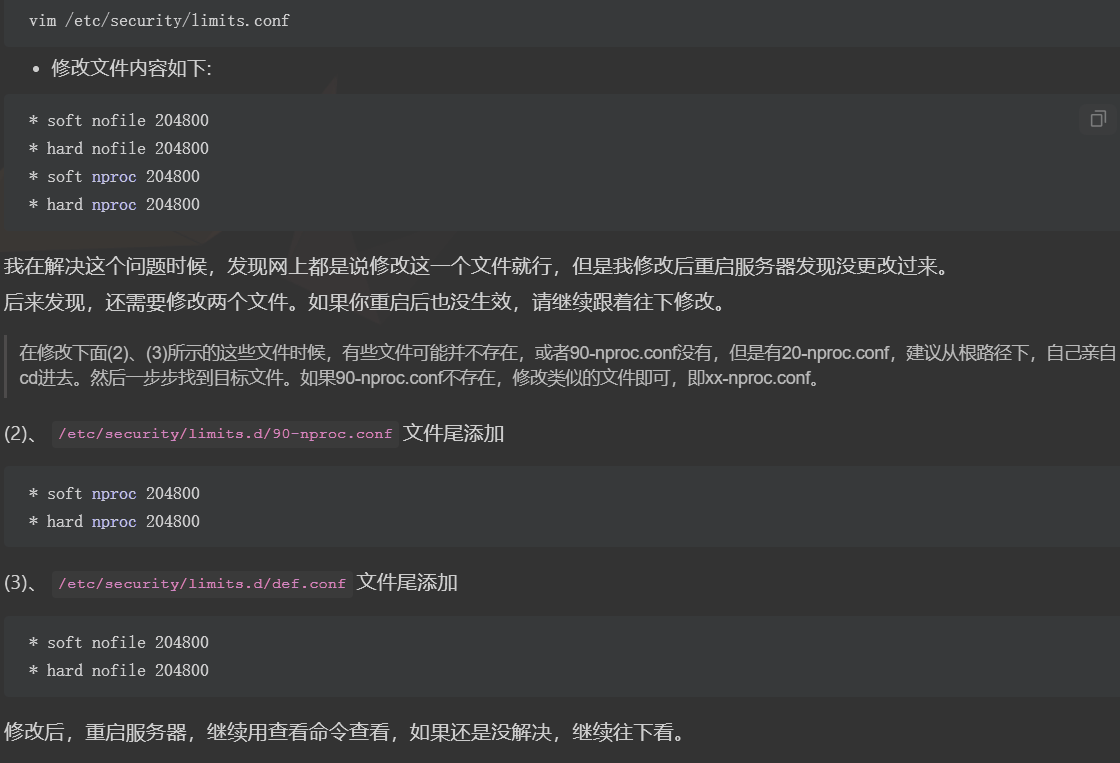 vim /etc/security/limits.conf
• 修改文件内容如下:
* soft nofile 204800
* hard nofile 204800
* soft nproc 204800
* hard nproc 204800
我在解决这个问题时候，发现网上都是说修改这一个文件就行，但是我修改后重启服务器发现没更改过来。
后来发现，还需要修改两个文件。如果你重启后也没生效，请继续跟着往下修改。
在修改下面(2)、(3)所示的这些文件时候，有些文件可能并不存在，或者90-nproc.conf没有，但是有20-nproc.conf，建议从根路径下，自己亲自
cd进去。然后一步步找到目标文件。如果90-nproc.conf不存在，修改类似的文件即可，即xx-nproc.conf。
(2)、 /etc/security/limits.d/90-nproc.conf 文件尾添加
* soft nproc 204800
* hard nproc 204800
(3)、 /etc/security/limits.d/def.conf 文件尾添加
* soft nofile 204800
* hard nofile 204800
修改后，重启服务器，继续用查看命令查看，如果还是没解决，继续往下看。